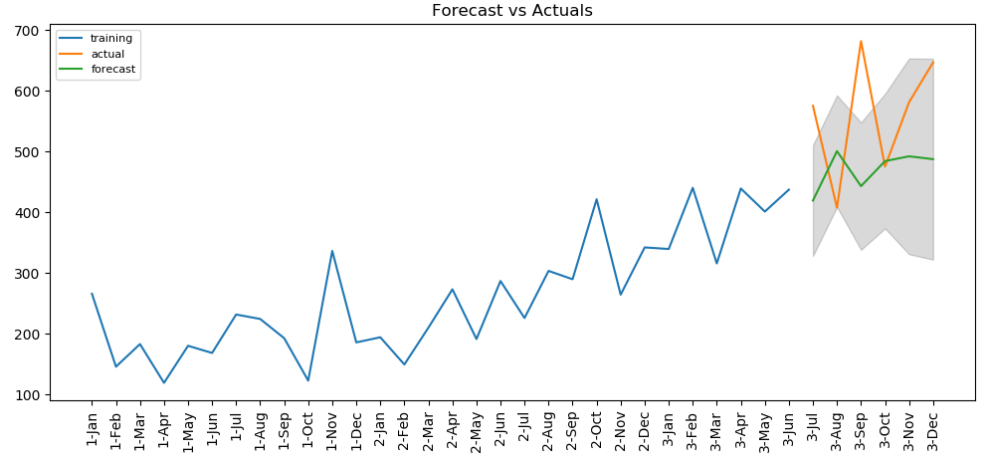 Forecast vs Actuals
training
actual
forecast
700
600
500
400
300
200
100
1-Jan
1-Feb
1-Mar
1-Apr
1-May
1-Jun
1-Jul
1-Aug
1-Sep
1-Oct
1-Nov
1-Dec
2-Jan
2-Feb
2-Mar
2-Apr
2-May
2-Jun
2-Jul
2-Aug
2-Sep
2-Oct
2-Nov
2-Dec
3-Jan
3-Feb
3-Mar
3-Apr
3-May
3-Jun
3-Jul
3-Aug
3-Sep
3-Oct
3-Nov
3-Dec